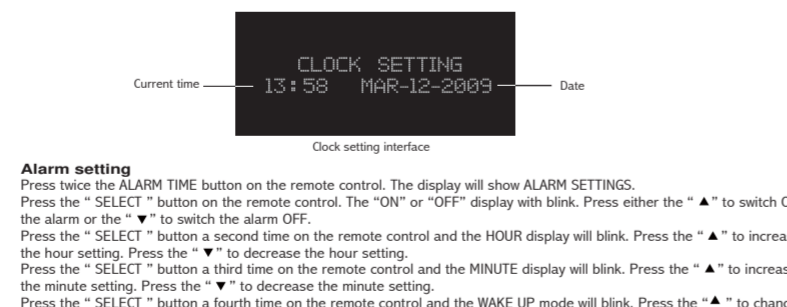 CLOCK SETTING
Current time 13:58 MAR-12-2009 Date
Clock setting interface
Alarm setting
Press twice the ALARM TIME button on the remote control. The display will show ALARM SETTINGS.
Press the “ SELECT ” button on the remote control. The “ON” or “OFF” display with blink. Press either the “ ▲” to switch
the alarm or the “ ▼” to switch the alarm OFF.
Press the “ SELECT ” button a second time on the remote control and the HOUR display will blink. Press the “ ▲” to
the hour setting. Press the “ ▼” to decrease the hour setting.
Press the “ SELECT ” button a third time on the remote control and the MINUTE display will blink. Press the “ ▲” to
the minute setting. Press the “ ▼” to decrease the minute setting.
Press the “ SELECT ” button a fourth time on the remote control and the WAKE UP mode will blink. Press the “▲ ” to